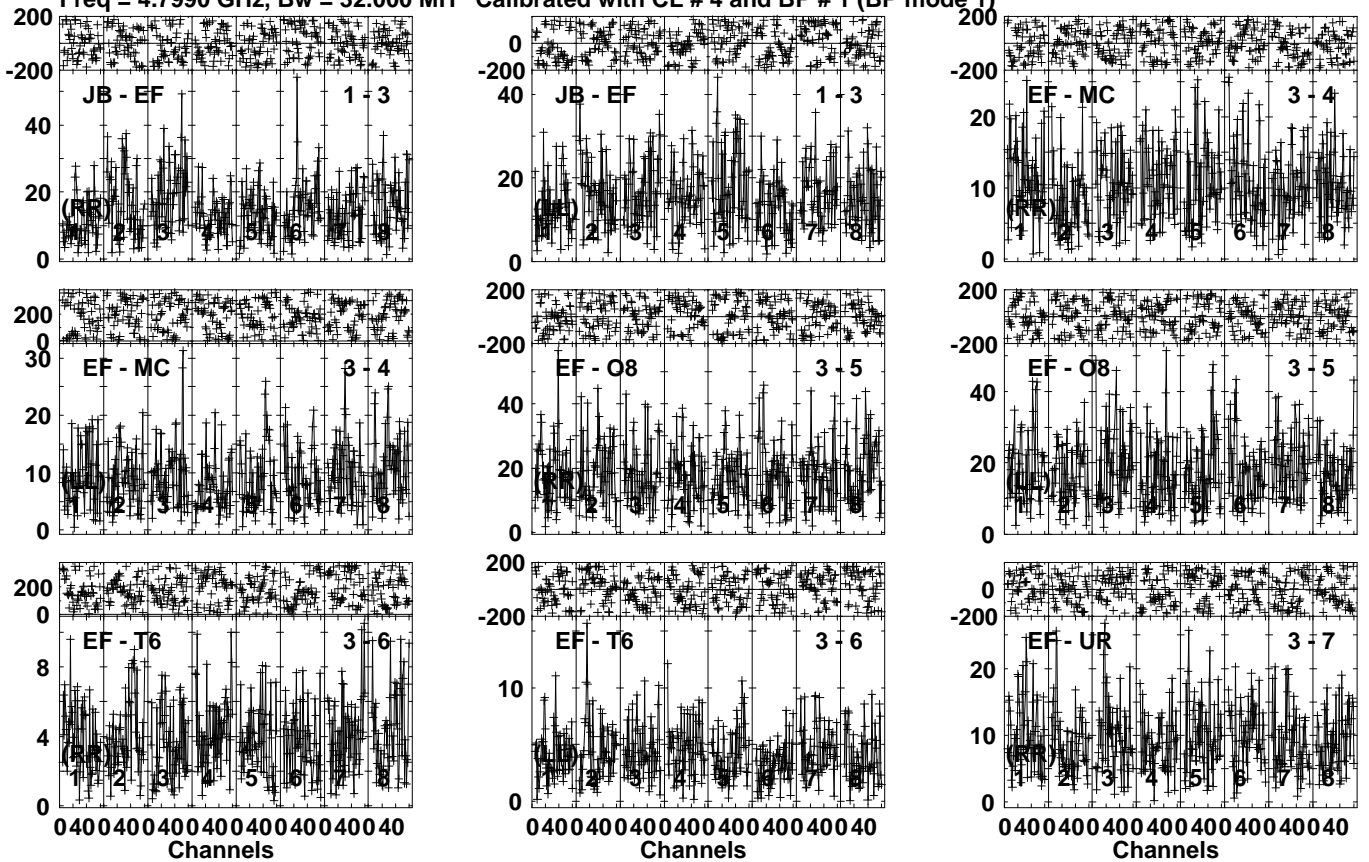 Freq = 4.7990 GHz, Bw = 32.000 MH Calibrated with CL # 4 and BP # 1 (BP mode 1)
200 200 200
0
-200 -200 -200
JB - EF 1 - 3 JB - EF 1 - 3 EF - MC 3 - 4
40 40 20
20 20 10
(RR) (LL) (RR)
1 2 3 4 5 6 7 8 1 2 3 4 5 6 7 8 1 2 3 4 5 6 7 8
0 0 0
200 200 200
0 -200 -200
30
EF - MC 3 - 4 EF - O8 3 - 5 EF - O8 3 - 5
20 40 40
10 20 20
(LL) (RR) (LL)
1 2 3 4 5 6 7 8 1 2 3 4 5 6 7 8 1 2 3 4 5 6 7 8
0 0 0
200 200 0
0 -200 -200
EF - T6 3 - 6 EF - T6 3 - 6 EF - UR 3 - 7
8 10 20
4 10
(RR) (LL) (RR)
1 2 3 4 5 6 7 8 1 2 3 4 5 6 7 8 1 2 3 4 5 6 7 8
0 0 0
0 40 0 40 0 40 0 40 0 40 0 40 0 40 0 40 0 40 0 40 0 40 0 40 0 40 0 40 0 40 0 40 0 40 0 40 0 40 0 40 0 40 0 40 0 40 0 40
Channels Channels Channels